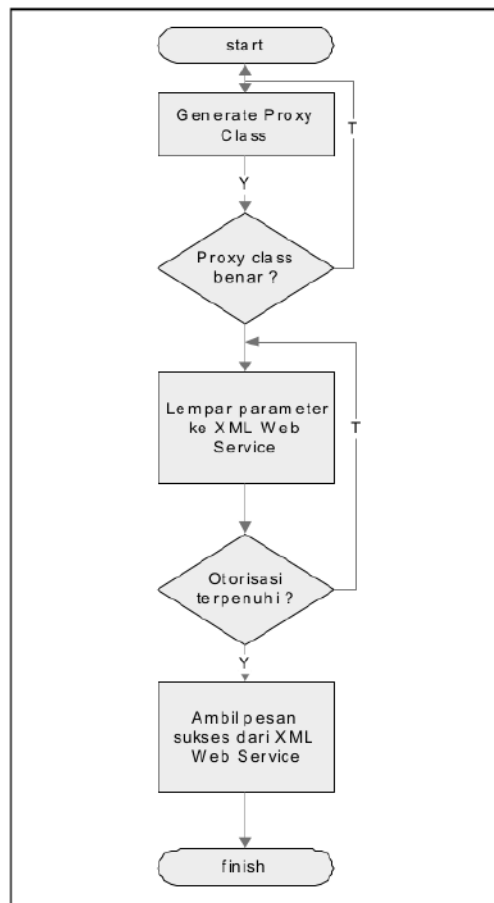 start
Generate Proxy
Class
T
Y
Proxy class
benar ?
Lempar parameter
ke XML Web
Service
T
Otorisasi
terpenuhi ?
Y
Ambil pesan
sukses dari XML
Web Service
finish